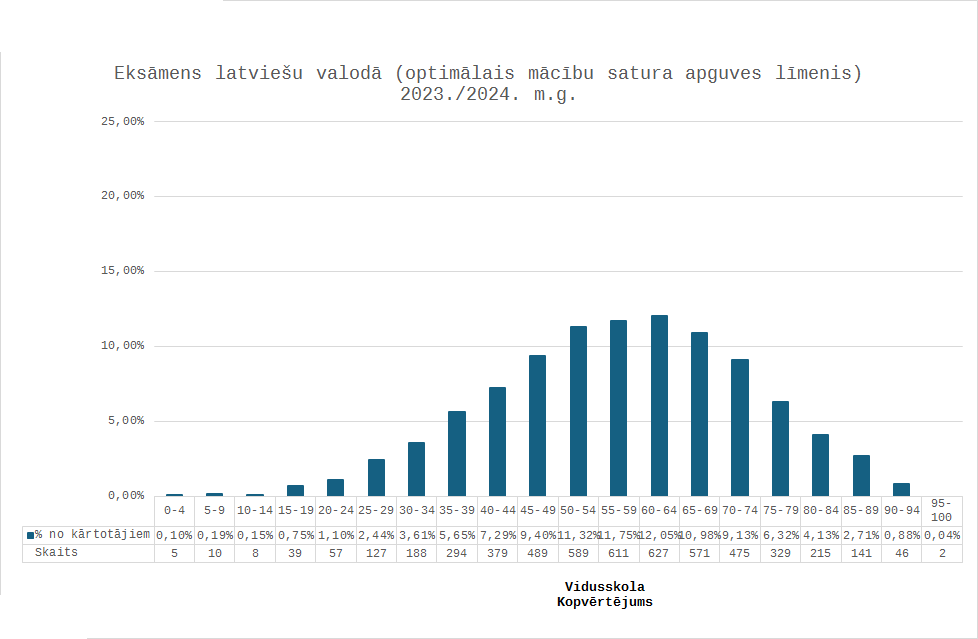 Eksāmens latviešu valodā (optimālais mācību satura apguves līmenis)
2023./2024. m.g.
25,00%
20,00%
15,00%
10,00%
5,00%
0,00%
0-4 5-9 10-14 15-19 20-24 25-29 30-34 35-39 40-44 45-49 50-54 55-59 60-64 65-69 70-74 75-79 80-84 85-89 90-94 95-
100
% no kārtotājiem 0,10% 0,19% 0,15% 0,75% 1,10% 2,44% 3,61% 5,65% 7,29% 9,40% 11,32% 11,75% 12,05% 10,98% 9,13% 6,32% 4,13% 2,71% 0,88% 0,04%
Skaits 5 10 8 39 57 127 188 294 379 489 589 611 627 571 475 329 215 141 46 2
Vidusskola
Kopvērtējums